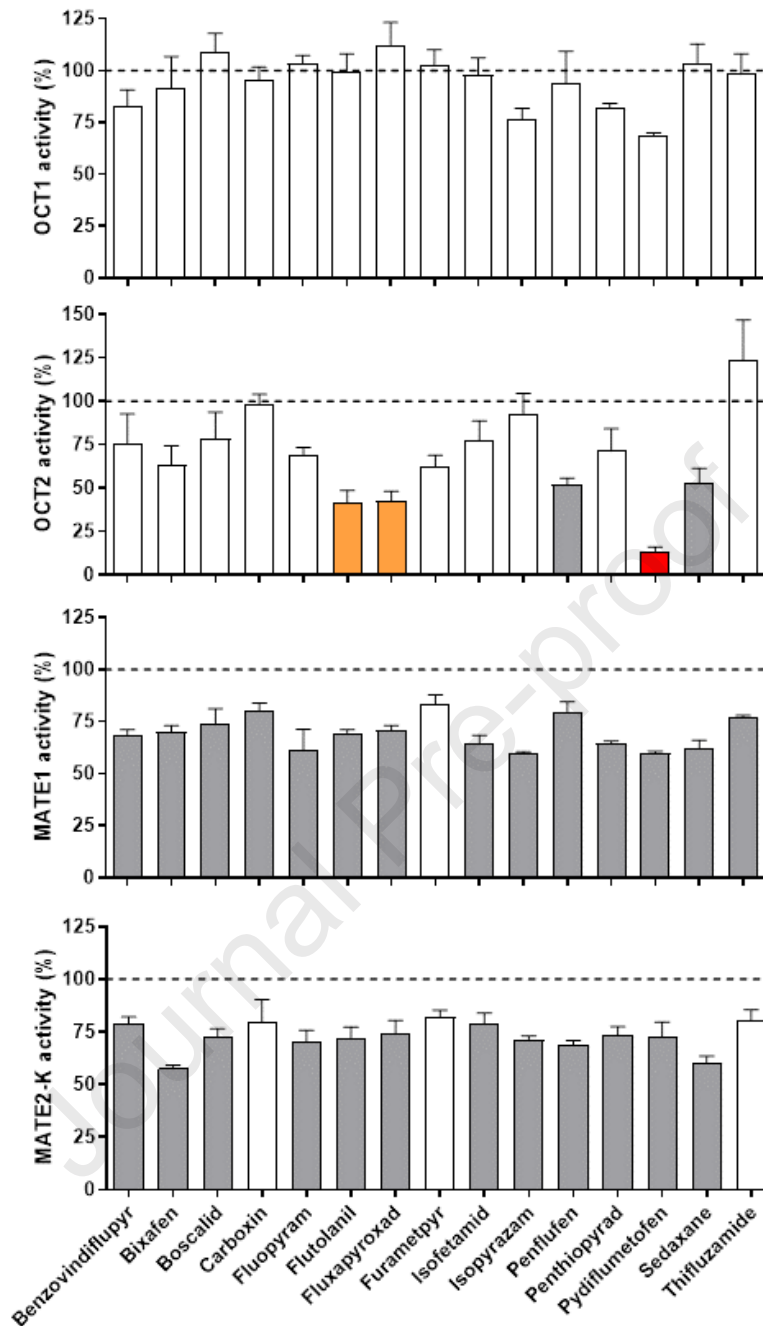 OCT1 activity (%)
125
100
75
50
25
0
OCT2 activity (%)
150
125
100
75
50
25
0
MATE1 activity (%)
125
100
75
50
25
0
MATE2-K activity (%)
125
100
75
50
25
0
Benzovindiflupyr
Bixafen
Boscalid
Carboxin
Fluopyram
Flutolanil
Fluxapyroxad
Furametpyr
Isofetamid
Isopyrazam
Penflufen
Penthiopyrad
Pydiflumetofen
Sedaxane
Thifluzamide
Journal Pre-proof